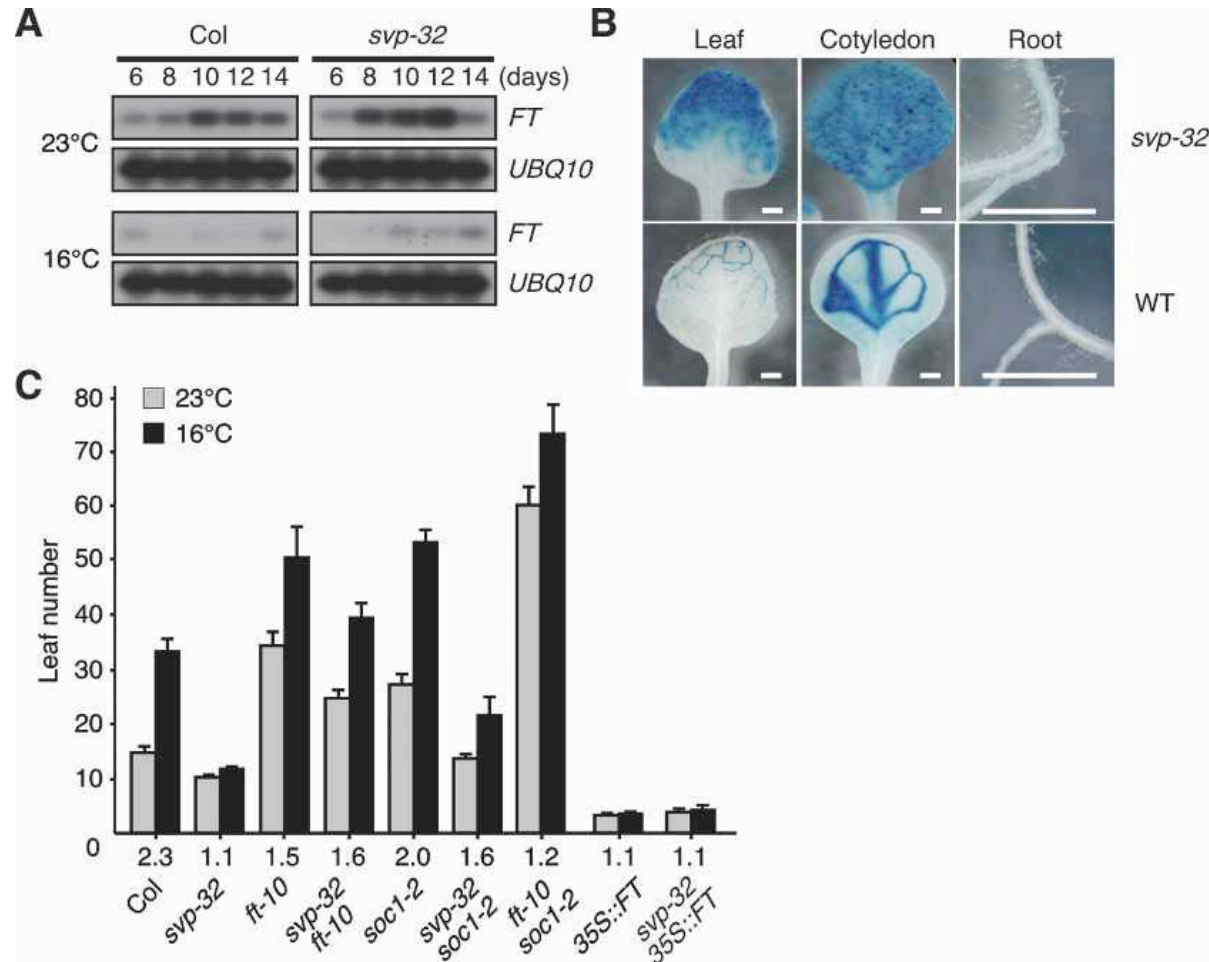 A
Col svp-32
6 8 10 12 14 6 8 10 12 14 (days)
23°C
FT
UBQ10
16°C
FT
UBQ10
B
Leaf Cotyledon Root
svp-32
WT
C
23°C
16°C
Leaf number
80
70
60
50
40
30
20
10
0
2.3 1.1 1.5 1.6 2.0 1.6 1.2 1.1 1.1
Col
svp-32
ft-10
svp-32
ft-10
soc1-2
svp-32
soc1-2
ft-10
soc1-2
35S::FT
svp-32
35S::FT